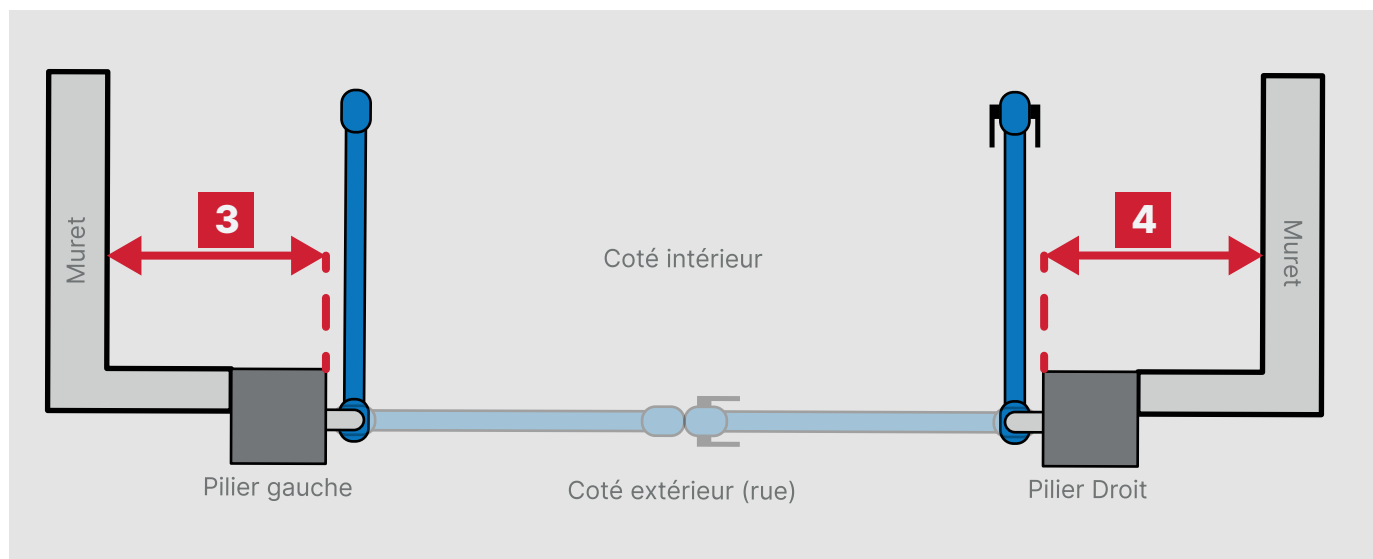 3
4
Muret
Coté intérieur
Muret
Pilier gauche
Coté extérieur (rue)
Pilier Droit